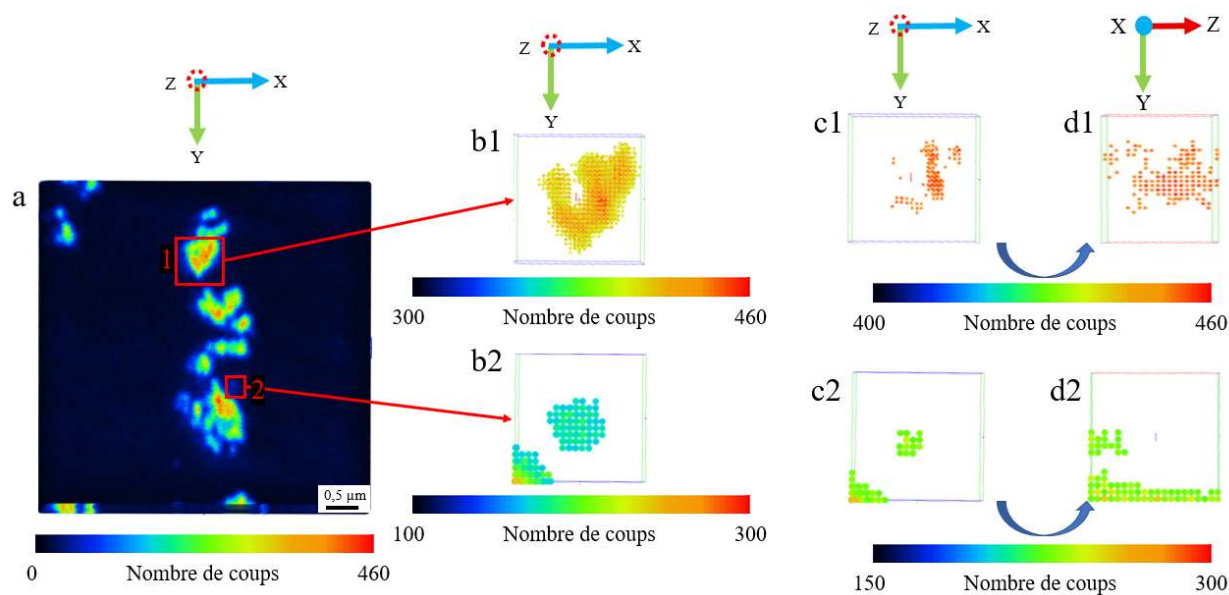 Z X
Y
Z X
Y
Z X
Y
X Z
Y
a
1
2
0,5 µm
0 Nombre de coups 460
b1
300 Nombre de coups 460
b2
100 Nombre de coups 300
c1
d1
400 Nombre de coups 460
c2
d2
150 Nombre de coups 300